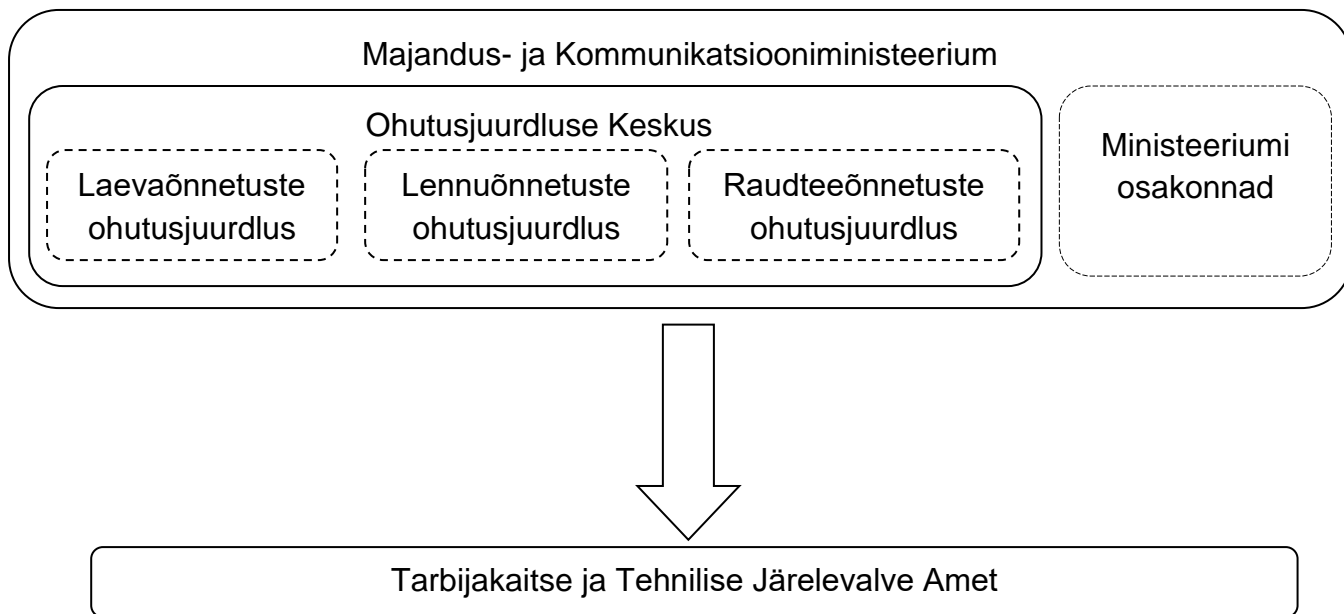 Majandus- ja Kommunikatsiooniministeerium
Ohutusjuurdluse Keskus
Laevaõnnetuste
ohutusjuurdlus
Lennuõnnetuste
ohutusjuurdlus
Raudteeõnnetuste
ohutusjuurdlus
Ministeeriumi
osakonnad
Tarbijakaitse ja Tehnilise Järelevalve Amet